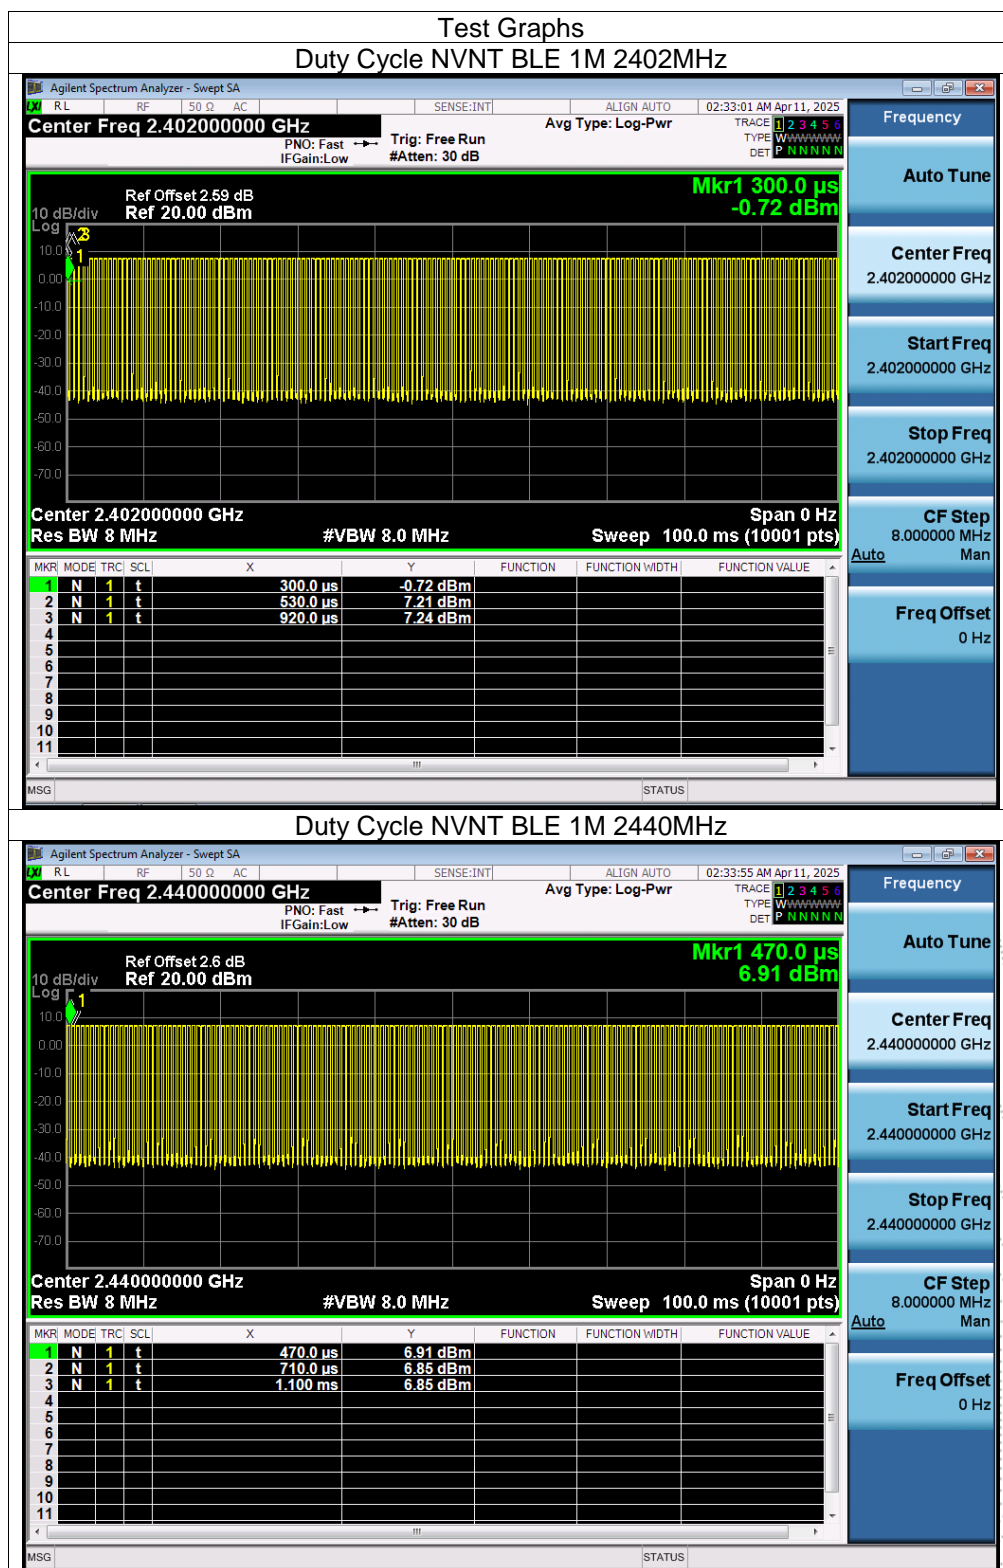 Test Graphs
Duty Cycle NVNT BLE 1M 2402MHz
Agilent Spectrum Analyzer - Swept SA
LXI RL RF 50 Ω AC SENSE:INT ALIGN AUTO 02:33:01 AM Apr 11, 2025
Center Freq 2.402000000 GHz
PNO: Fast
IFGain:Low
Trig: Free Run
#Atten: 30 dB
Avg Type: Log-Pwr
TRACE 1 2 3 4 5 6
TYPE WWWWWWW
DET P N N N N N
Frequency
Mkr1 300.0 µs
-0.72 dBm
Ref Offset 2.59 dB
10 dB/div Ref 20.00 dBm
Log
10.0
0.00
-10.0
-20.0
-30.0
-40.0
-50.0
-60.0
-70.0
1
2
3
Center 2.402000000 GHz Span 0 Hz
Res BW 8 MHz #VBW 8.0 MHz Sweep 100.0 ms (10001 pts)
MKR MODE TRC SCL X Y FUNCTION FUNCTION WIDTH FUNCTION VALUE
1 N 1 t 300.0 µs -0.72 dBm
2 N 1 t 530.0 µs 7.21 dBm
3 N 1 t 920.0 µs 7.24 dBm
4
5
6
7
8
9
10
11
MSG STATUS
Auto Tune
Center Freq
2.402000000 GHz
Start Freq
2.402000000 GHz
Stop Freq
2.402000000 GHz
CF Step
8.000000 MHz
Auto Man
Freq Offset
0 Hz
Duty Cycle NVNT BLE 1M 2440MHz
Agilent Spectrum Analyzer - Swept SA
LXI RL RF 50 Ω AC SENSE:INT ALIGN AUTO 02:33:55 AM Apr 11, 2025
Center Freq 2.440000000 GHz
PNO: Fast
IFGain:Low
Trig: Free Run
#Atten: 30 dB
Avg Type: Log-Pwr
TRACE 1 2 3 4 5 6
TYPE WWWWWWW
DET P N N N N N
Frequency
Mkr1 470.0 µs
6.91 dBm
Ref Offset 2.6 dB
10 dB/div Ref 20.00 dBm
Log
10.0
0.00
-10.0
-20.0
-30.0
-40.0
-50.0
-60.0
-70.0
1
Center 2.440000000 GHz Span 0 Hz
Res BW 8 MHz #VBW 8.0 MHz Sweep 100.0 ms (10001 pts)
MKR MODE TRC SCL X Y FUNCTION FUNCTION WIDTH FUNCTION VALUE
1 N 1 t 470.0 µs 6.91 dBm
2 N 1 t 710.0 µs 6.85 dBm
3 N 1 t 1.100 ms 6.85 dBm
4
5
6
7
8
9
10
11
MSG STATUS
Auto Tune
Center Freq
2.440000000 GHz
Start Freq
2.440000000 GHz
Stop Freq
2.440000000 GHz
CF Step
8.000000 MHz
Auto Man
Freq Offset
0 Hz